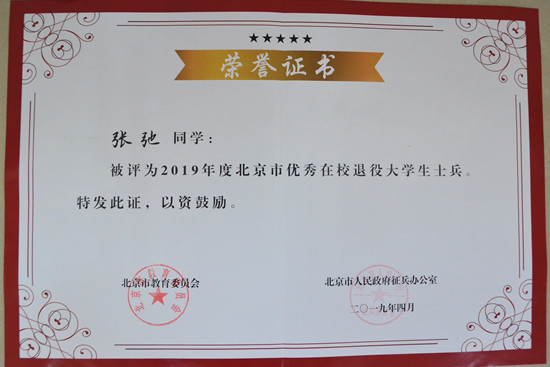 荣誉证书
张弛 同学：
被评为2019年度北京市优秀在校退役大学生士兵。
特发此证，以资鼓励。
北京市教育委员会
北京市人民政府征兵办公室
二〇一九年四月